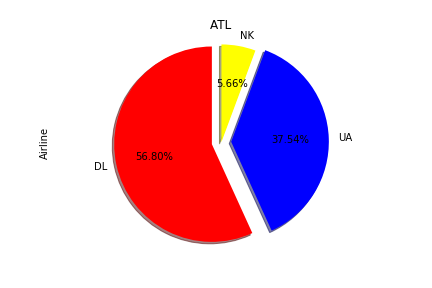 ATL
NK
5.66%
37.54%
UA
Airline
56.80%
DL